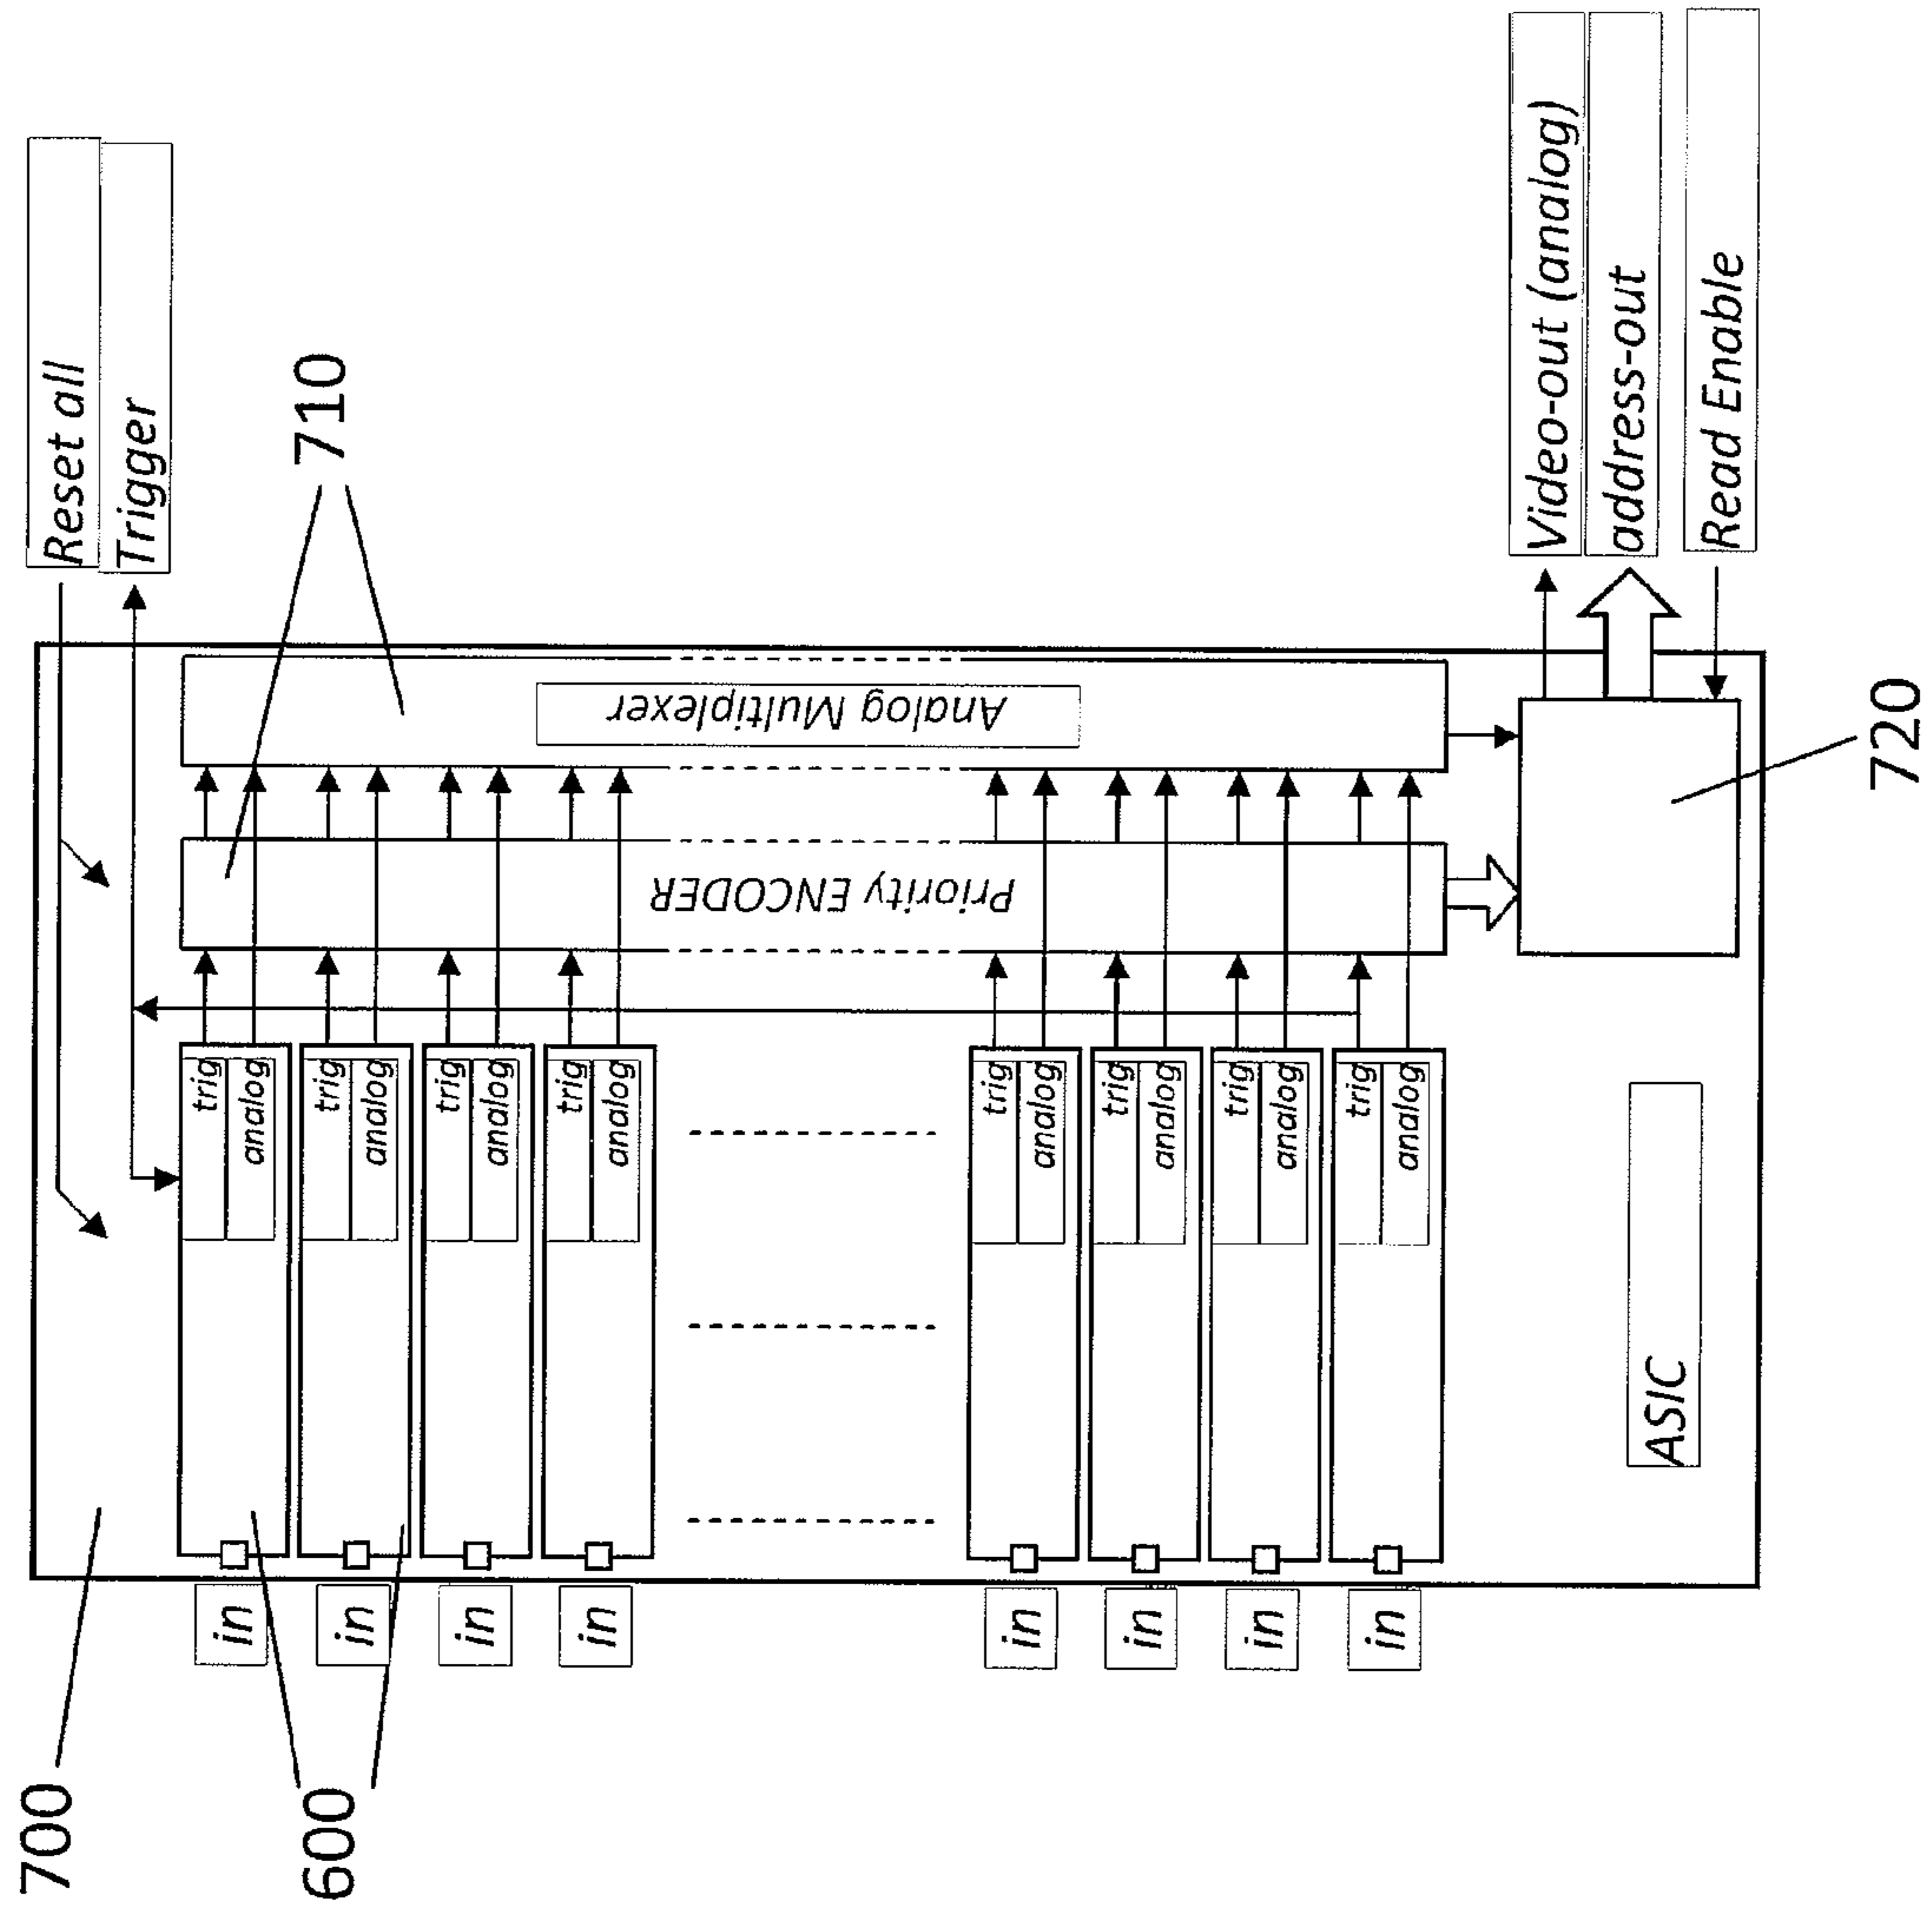 Reset all
Trigger
710
700
600
in
in
in
in
in
in
in
in
trig
analog
trig
analog
trig
analog
trig
analog
trig
analog
trig
analog
trig
analog
trig
analog
Priority ENCODER
Analog Multiplexer
Video-out (analog)
address-out
Read Enable
720
ASIC